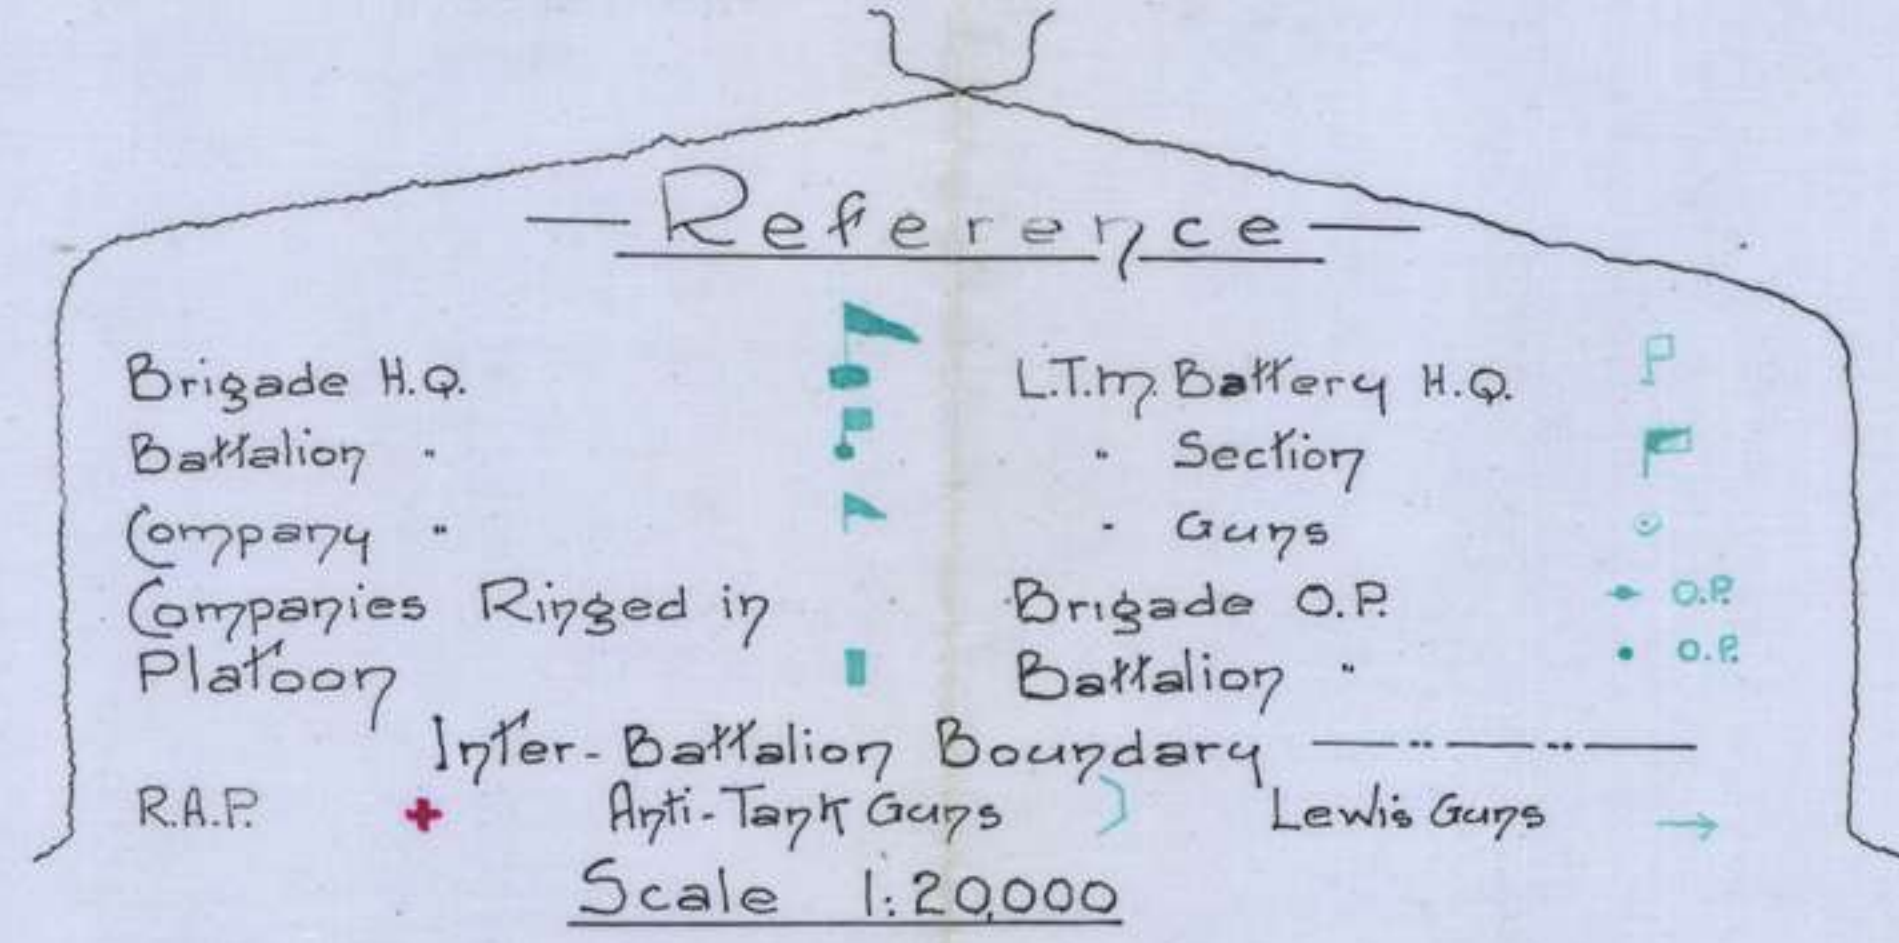 — Reference —
Brigade H.Q.
Battalion "
Company "
Companies Ringed in
Platoon
L.T.M. Battery H.Q.
" Section
" Guns
Brigade O.P. O.P.
Battalion " O.P.
Inter-Battalion Boundary
R.A.P. Anti-Tank Guns Lewis Guns
Scale 1:20,000